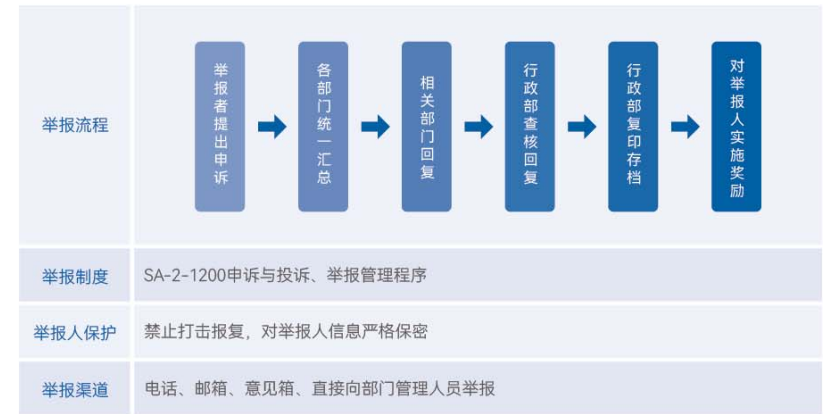 举报流程
举报者提出申诉
各部门统一汇总
相关部门回复
行政部查核回复
行政部复印存档
对举报人实施奖励
举报制度
SA-2-1200申诉与投诉、举报管理程序
举报人保护
禁止打击报复，对举报人信息严格保密
举报渠道
电话、邮箱、意见箱、直接向部门管理人员举报